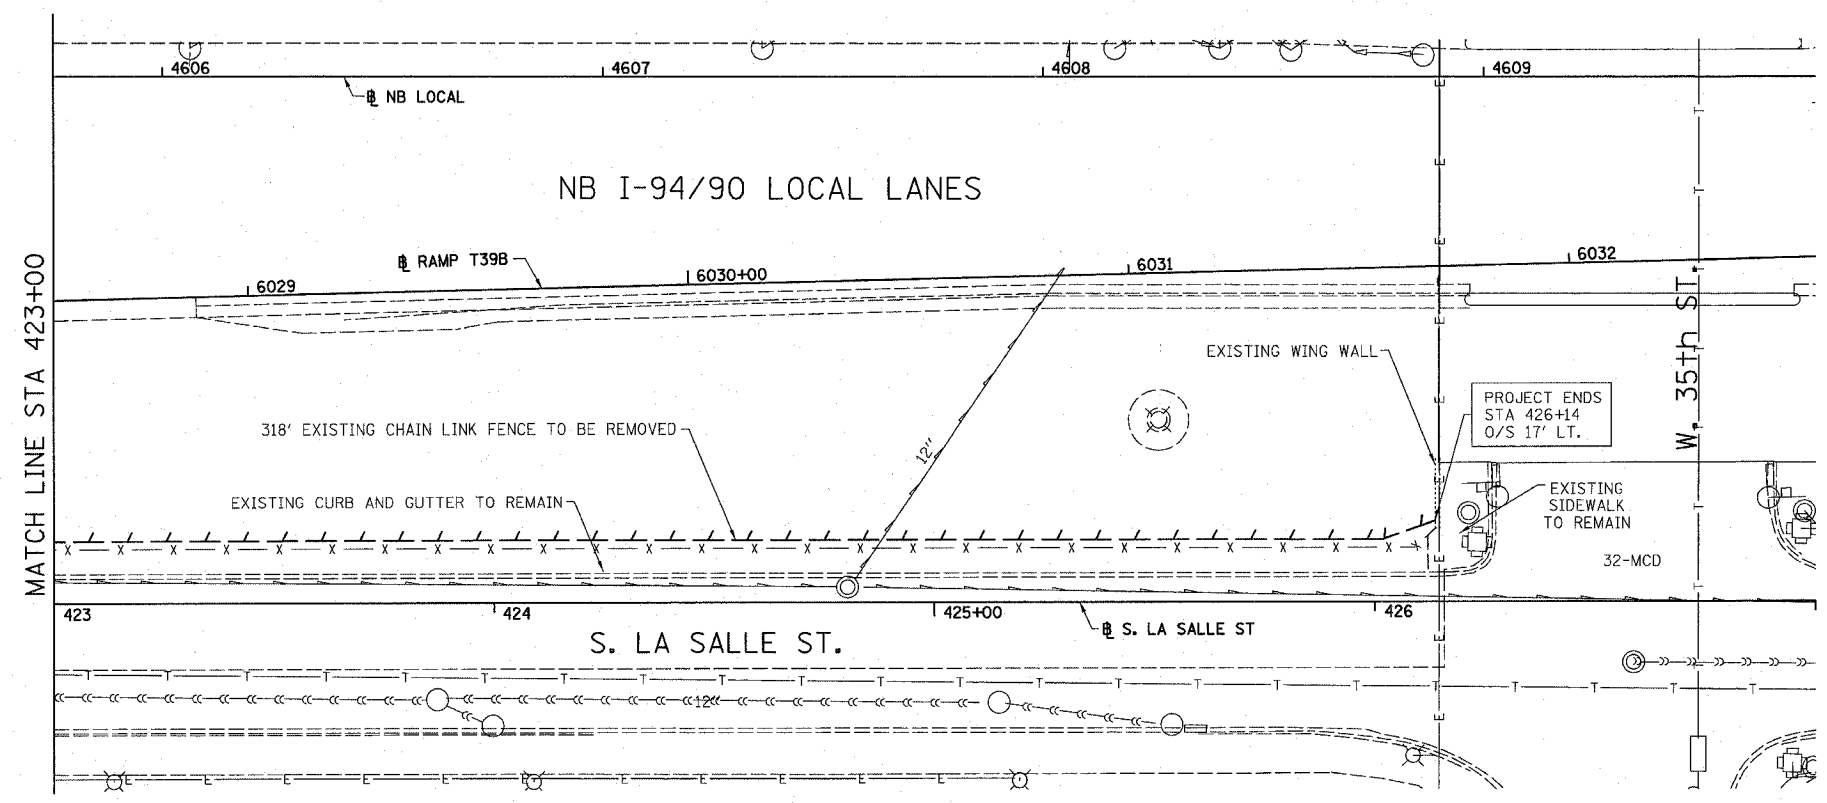 4606
4607
4608
4609
B NB LOCAL
NB I-94/90 LOCAL LANES
B RAMP T39B
6029
6030+00
6031
6032
MATCH LINE STA 423+00
W. 35th ST.
EXISTING WING WALL
PROJECT ENDS
STA 426+14
O/S 17' LT.
318' EXISTING CHAIN LINK FENCE TO BE REMOVED
12"
EXISTING CURB AND GUTTER TO REMAIN
EXISTING
SIDEWALK
TO REMAIN
32-MCD
423
424
425+00
426
B S. LA SALLE ST
S. LA SALLE ST.
12"